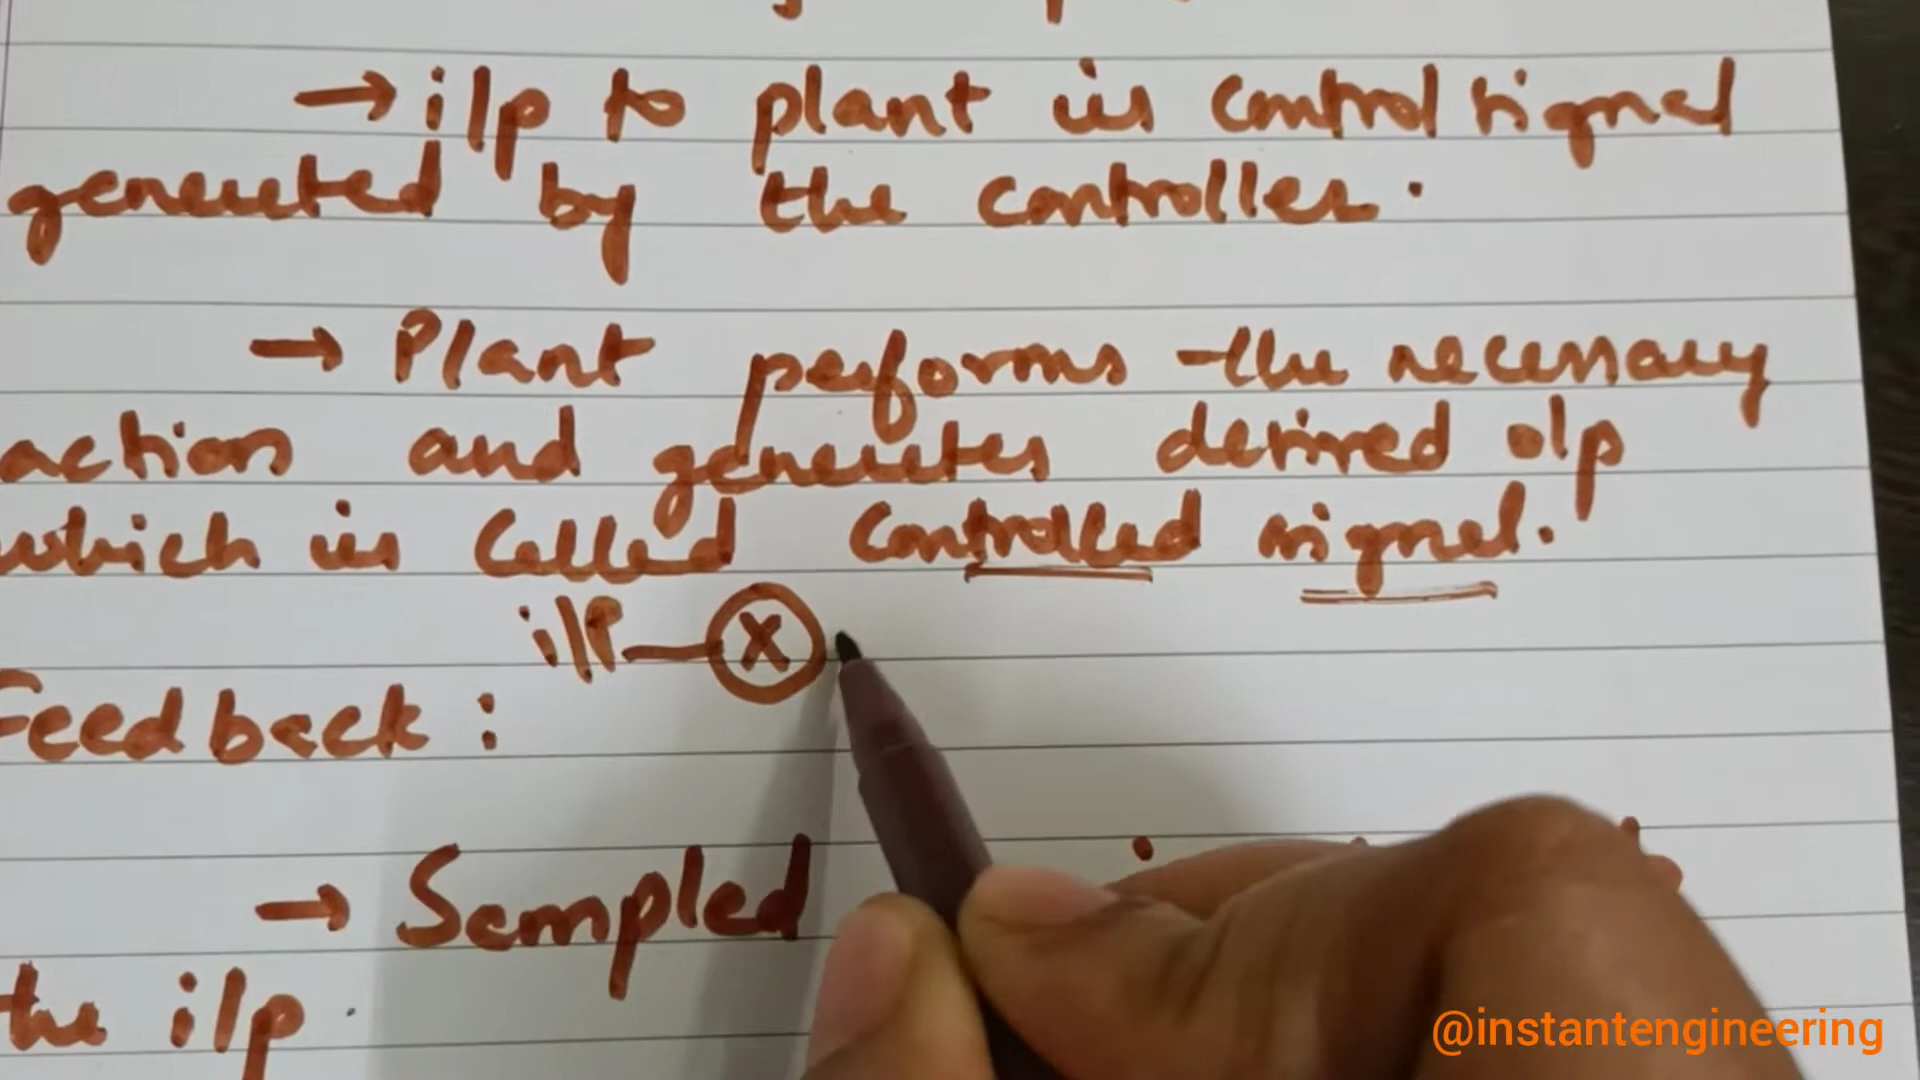 → i/p to plant is control signal
generated by the controller.
→ Plant performs the necessary
action and generates desired o/p
which is called controlled signal.
i/p X
Feedback:
→ Sampled
the i/p.
@instantengineering